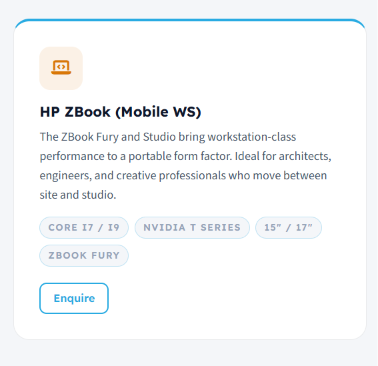 HP ZBook (Mobile WS)
The ZBook Fury and Studio bring workstation-class
performance to a portable form factor. Ideal for architects,
engineers, and creative professionals who move between
site and studio.
CORE I7 / I9 NVIDIA T SERIES 15" / 17"
ZBOOK FURY
Enquire